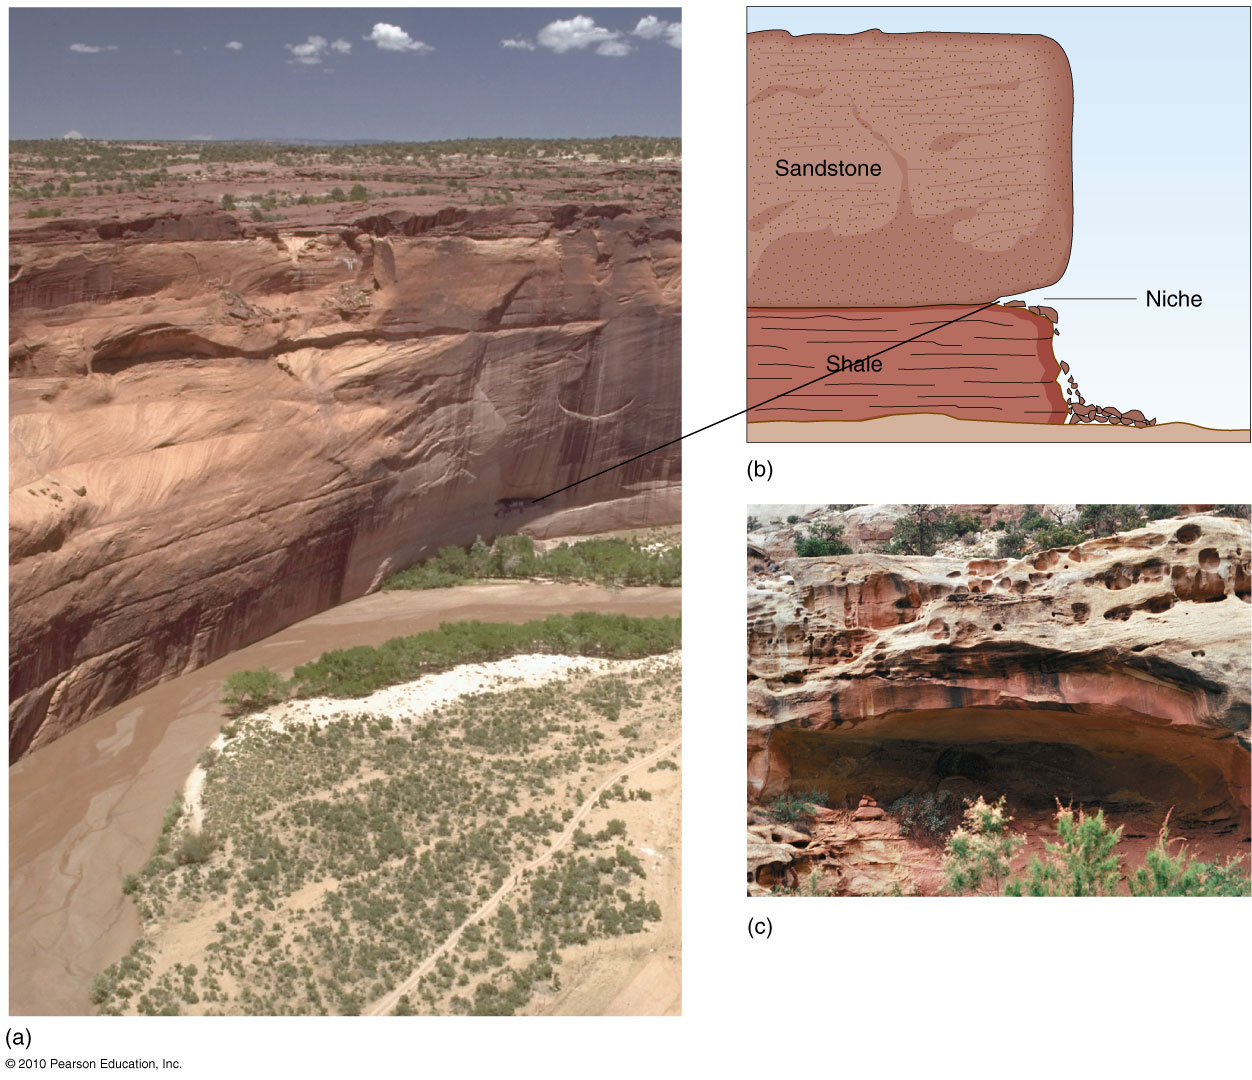 Sandstone
Niche
Shale
(b)
(c)
(a)
© 2010 Pearson Education, Inc.